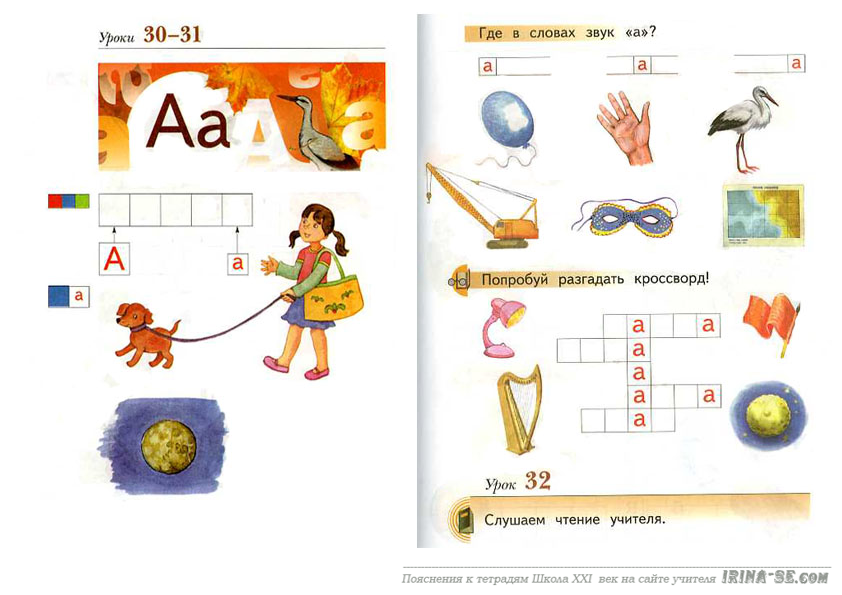 Уроки 30–31
Аа
А
а
а
Где в словах звук «а»?
а
а
а
Попробуй разгадать кроссворд!
а а
а
а
а а
а
Урок 32
Слушаем чтение учителя.
Пояснения к тетрадям Школа XXI век на сайте учителя IRINA-SE.COM